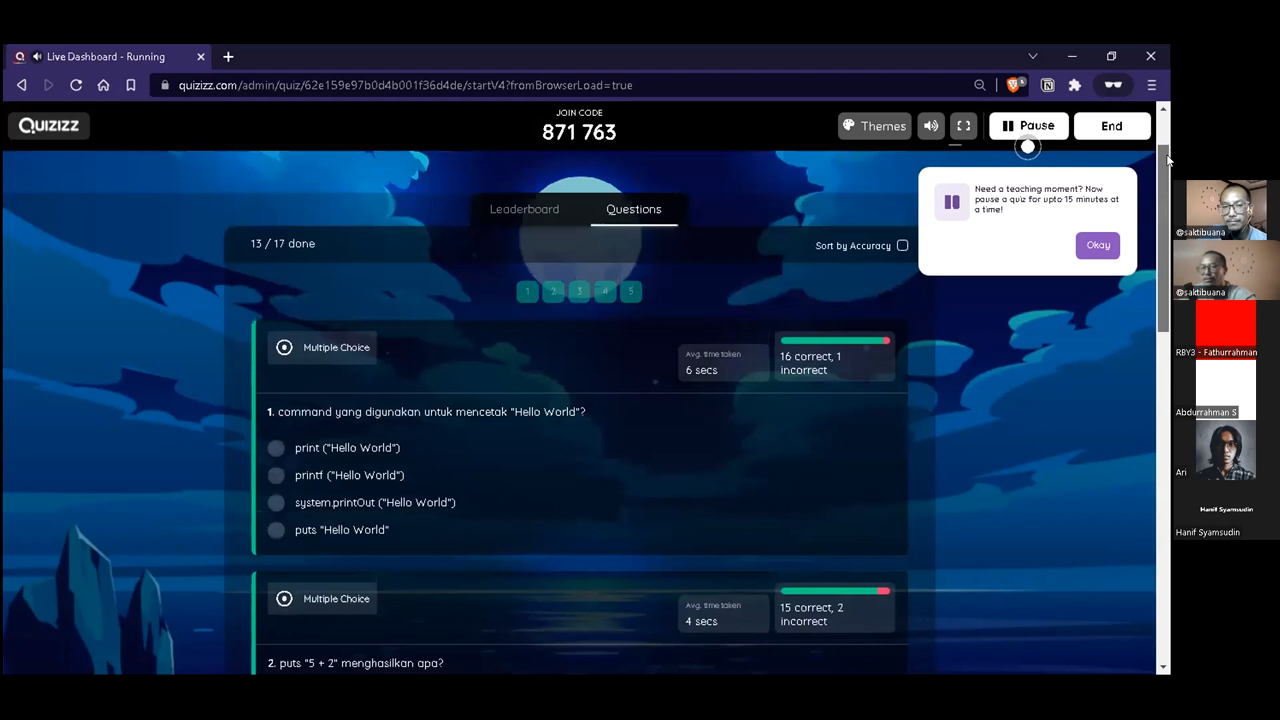 Live Dashboard - Running
quizizz.com/admin/quiz/62e159e97b0d4b001f36d4de/startV4?fromBrowserLoad=true
QUIZIZZ
JOIN CODE
871 763
Themes
Pause
End
Need a teaching moment? Now
pause a quiz for upto 15 minutes at
a time!
Okay
Leaderboard
Questions
13 / 17 done
Sort by Accuracy
1 2 3 4 5
Multiple Choice
Avg. time taken
6 secs
16 correct, 1
incorrect
1. command yang digunakan untuk mencetak "Hello World"?
print ("Hello World")
printf ("Hello World")
system.printOut ("Hello World")
puts "Hello World"
Multiple Choice
Avg. time taken
4 secs
15 correct, 2
incorrect
2. puts "5 + 2" menghasilkan apa?
@saktibuana
@saktibuana
RBY3 - Fathurrahman
Abdurrahman S
Ari
Hanif Syamsudin
Hanif Syamsudin